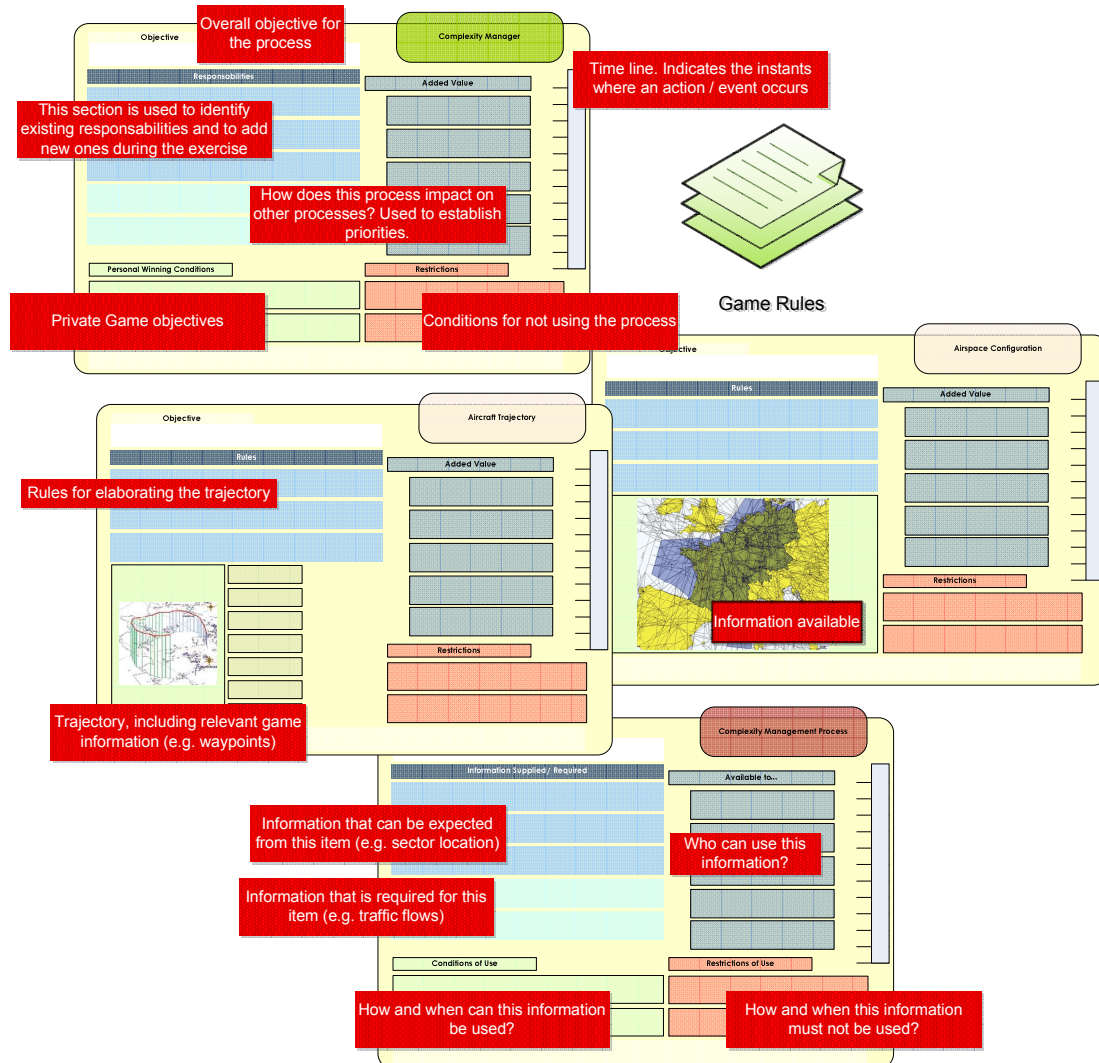 Objective
Overall objective for
the process
Complexity Manager
Time line. Indicates the instants
where an action / event occurs
Responsabilities
Added Value
This section is used to identify
existing responsabilities and to add
new ones during the exercise
How does this process impact on
other processes? Used to establish
priorities.
Personal Winning Conditions
Restrictions
Private Game objectives
Conditions for not using the process
Game Rules
Objective
Airspace Configuration
Rules
Added Value
Restrictions
Information available
Objective
Aircraft Trajectory
Rules
Added Value
Rules for elaborating the trajectory
Restrictions
Trajectory, including relevant game
information (e.g. waypoints)
Complexity Management Process
Information Supplied / Required
Available to...
Information that can be expected
from this item (e.g. sector location)
Who can use this
information?
Information that is required for this
item (e.g. traffic flows)
Conditions of Use
Restrictions of Use
How and when can this information
be used?
How and when this information
must not be used?